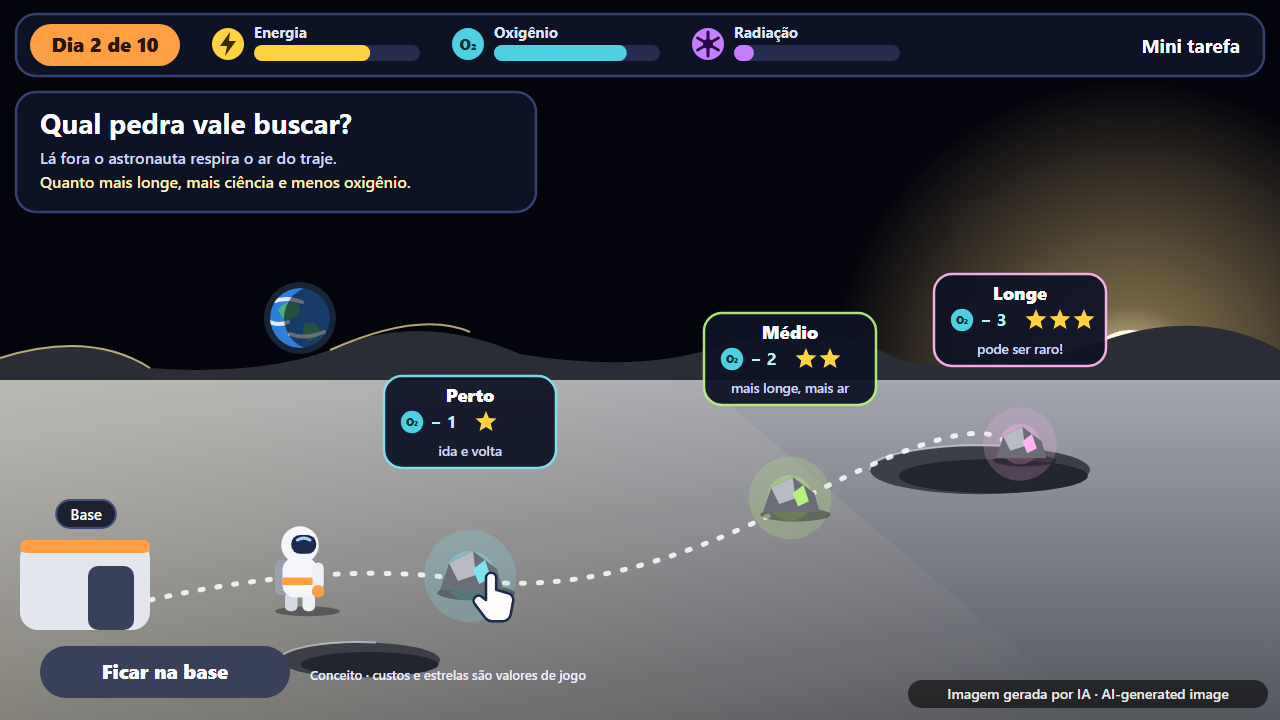 Dia 2 de 10
Energia
O₂
Oxigênio
Radiação
Mini tarefa
Qual pedra vale buscar?
Lá fora o astronauta respira o ar do traje.
Quanto mais longe, mais ciência e menos oxigênio.
Longe
O₂ – 3
pode ser raro!
Médio
O₂ – 2
mais longe, mais ar
Perto
O₂ – 1
ida e volta
Base
Ficar na base
Conceito · custos e estrelas são valores de jogo
Imagem gerada por IA · AI-generated image